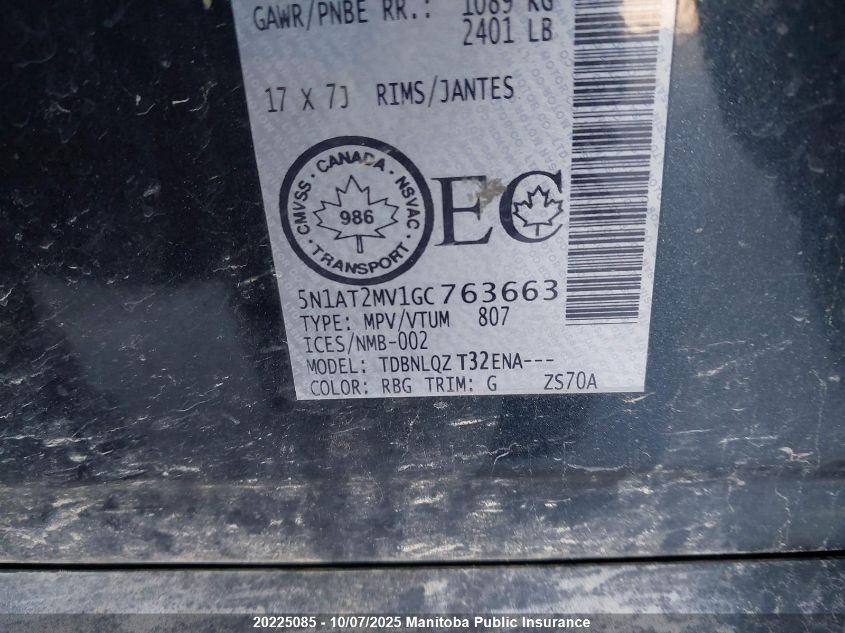 GAWR/PNBE RR.: 1089 KG
2401 LB
17 X 7J RIMS/JANTES
CMVSS · CANADA · NSVAC · TRANSPORT ·
986
EC
5N1AT2MV1GC763663
TYPE: MPV/VTUM 807
ICES/NMB-002
MODEL: TDBNLQZ T32ENA---
COLOR: RBG TRIM: G ZS70A
20225085 - 10/07/2025 Manitoba Public Insurance